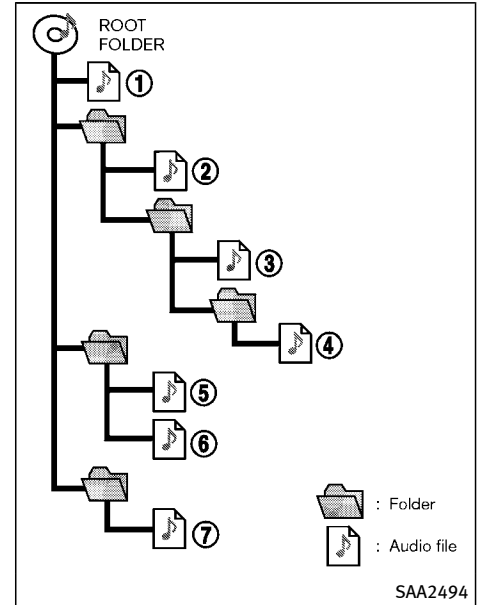 ROOT
FOLDER
①
②
③
④
⑤
⑥
⑦
: Folder
: Audio file
SAA2494